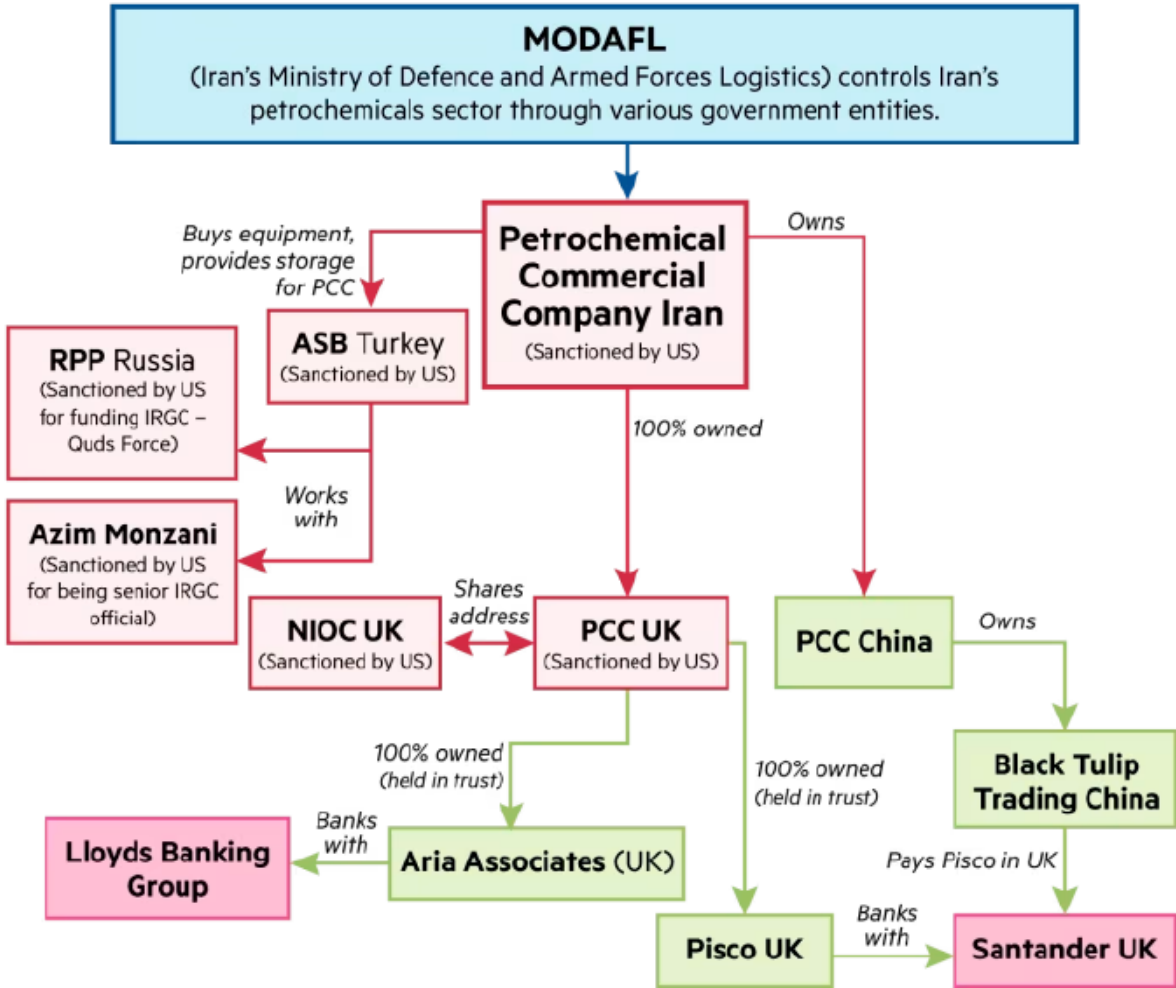 MODAFL
(Iran's Ministry of Defence and Armed Forces Logistics) controls Iran's
petrochemicals sector through various government entities.
Buys equipment,
provides storage
for PCC
Petrochemical
Commercial
Company Iran
(Sanctioned by US)
Owns
RPP Russia
(Sanctioned by US
for funding IRGC –
Quds Force)
ASB Turkey
(Sanctioned by US)
100% owned
Works
with
Azim Monzani
(Sanctioned by US
for being senior IRGC
official)
NIOC UK
(Sanctioned by US)
Shares
address
PCC UK
(Sanctioned by US)
PCC China
Owns
100% owned
(held in trust)
100% owned
(held in trust)
Black Tulip
Trading China
Lloyds Banking
Group
Banks
with
Aria Associates (UK)
Pays Pisco in UK
Pisco UK
Banks
with
Santander UK